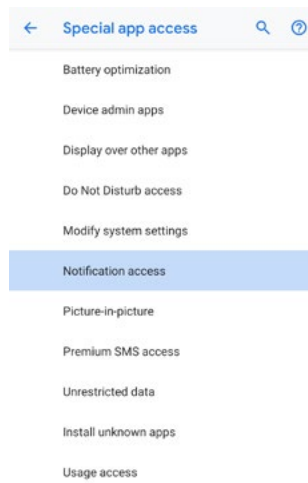 Special app access
Battery optimization
Device admin apps
Display over other apps
Do Not Disturb access
Modify system settings
Notification access
Picture-in-picture
Premium SMS access
Unrestricted data
Install unknown apps
Usage access